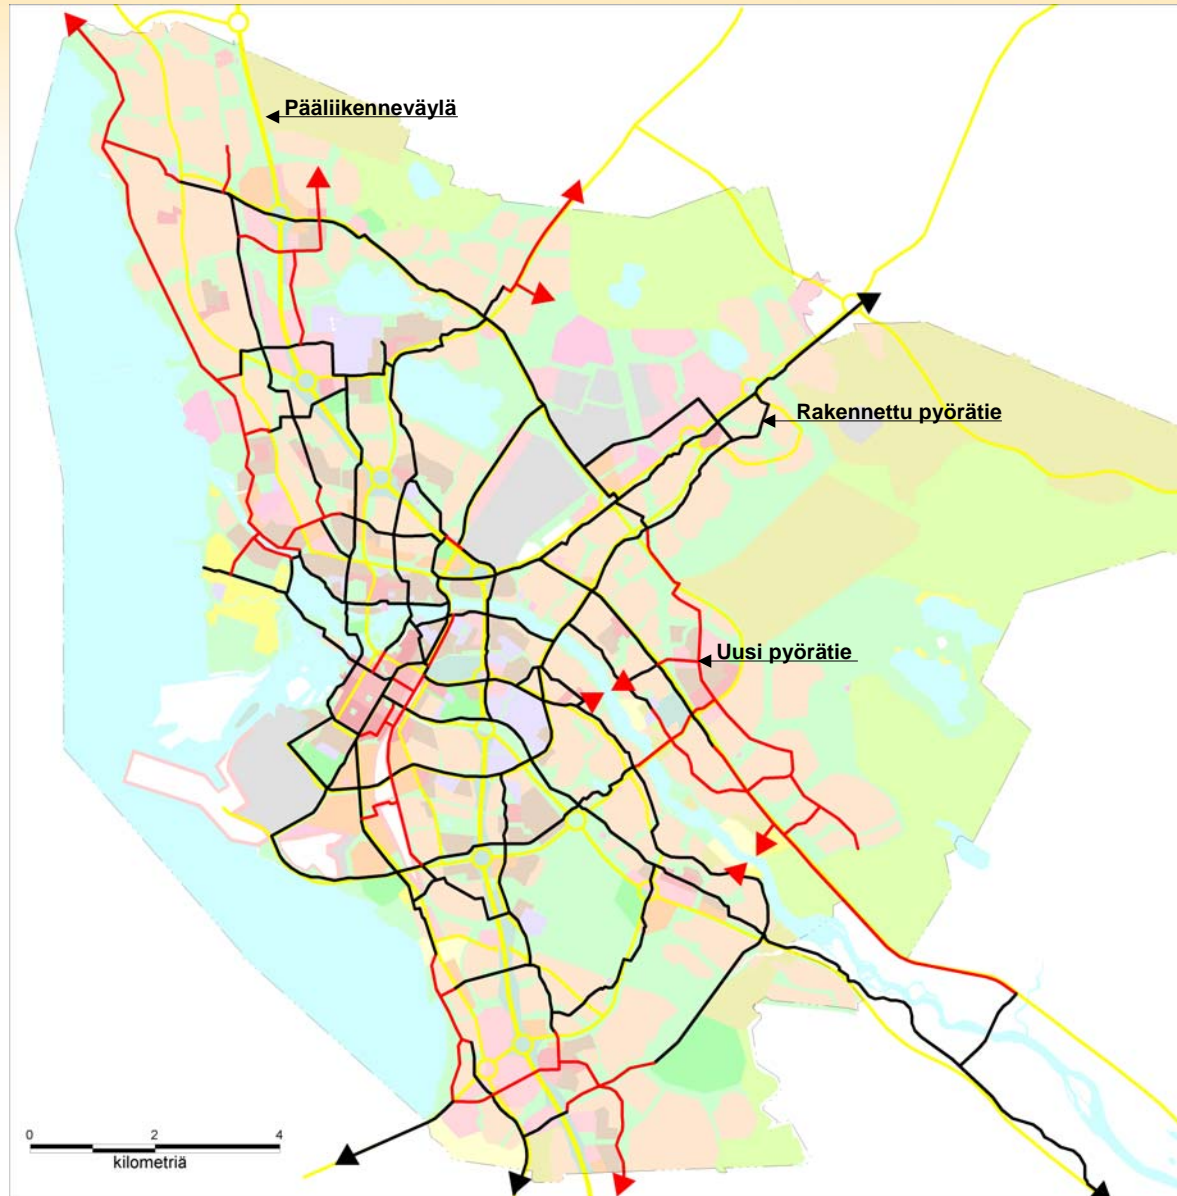 Pääliikenneväylä
Rakennettu pyörätie
Uusi pyörätie
0 2 4
kilometriä